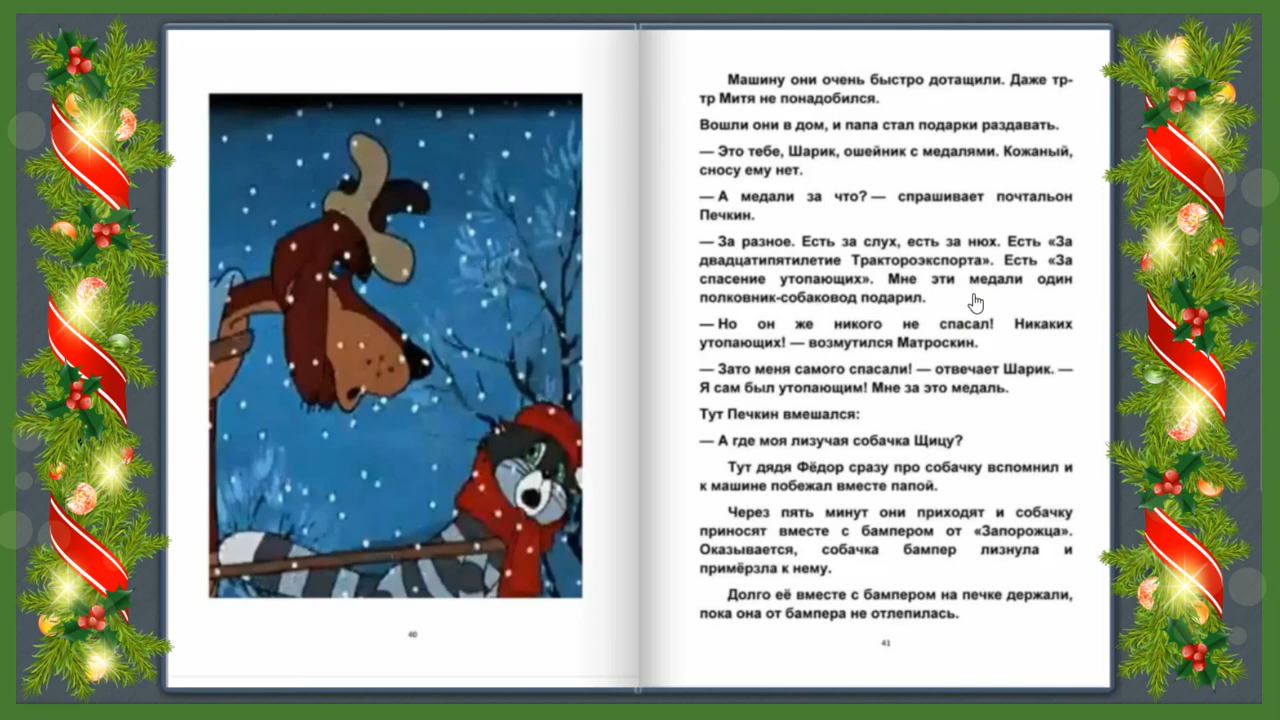 40
Машину они очень быстро дотащили. Даже тр-
тр Митя не понадобился.
Вошли они в дом, и папа стал подарки раздавать.
— Это тебе, Шарик, ошейник с медалями. Кожаный,
сносу ему нет.
— А медали за что? — спрашивает почтальон
Печкин.
— За разное. Есть за слух, есть за нюх. Есть «За
двадцатипятилетие Трактороэкспорта». Есть «За
спасение утопающих». Мне эти медали один
полковник-собаковод подарил.
— Но он же никого не спасал! Никаких
утопающих! — возмутился Матроскин.
— Зато меня самого спасали! — отвечает Шарик. —
Я сам был утопающим! Мне за это медаль.
Тут Печкин вмешался:
— А где моя лизучая собачка Щицу?
Тут дядя Фёдор сразу про собачку вспомнил и
к машине побежал вместе папой.
Через пять минут они приходят и собачку
приносят вместе с бампером от «Запорожца».
Оказывается, собачка бампер лизнула и
примёрзла к нему.
Долго её вместе с бампером на печке держали,
пока она от бампера не отлепилась.
41